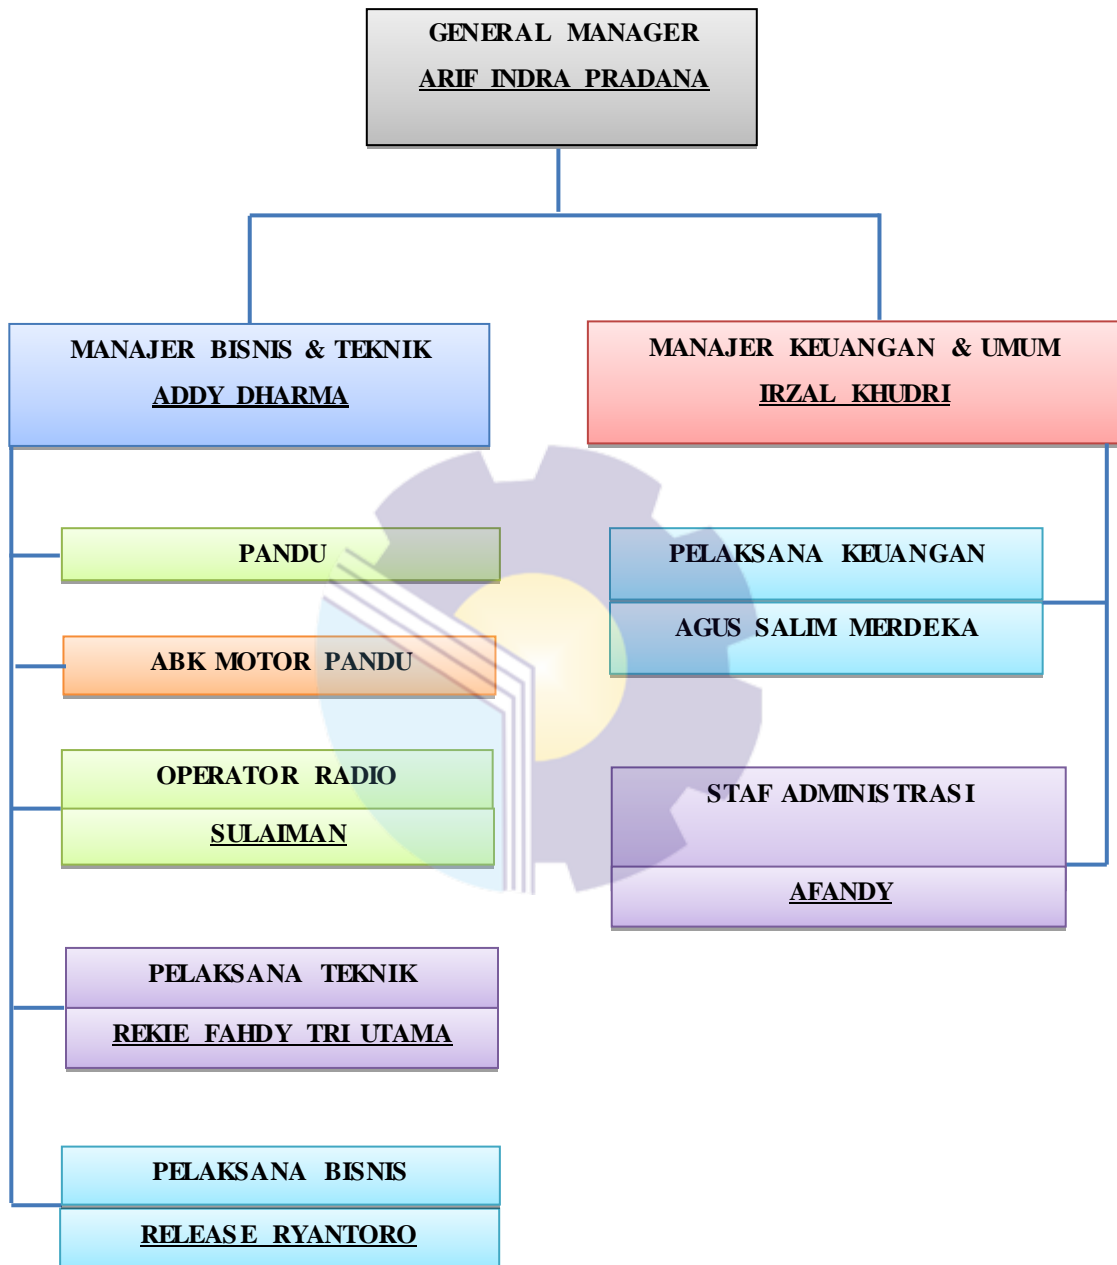 GENERAL MANAGER
ARIF INDRA PRADANA
MANAJER BISNIS & TEKNIK
ADDY DHARMA
MANAJER KEUANGAN & UMUM
IRZAL KHUDRI
PANDU
ABK MOTOR PANDU
OPERATOR RADIO
SULAIMAN
PELAKSANA TEKNIK
REKIE FAHDY TRI UTAMA
PELAKSANA BISNIS
RELEASE RYANTORO
PELAKSANA KEUANGAN
AGUS SALIM MERDEKA
STAF ADMINISTRASI
AFANDY